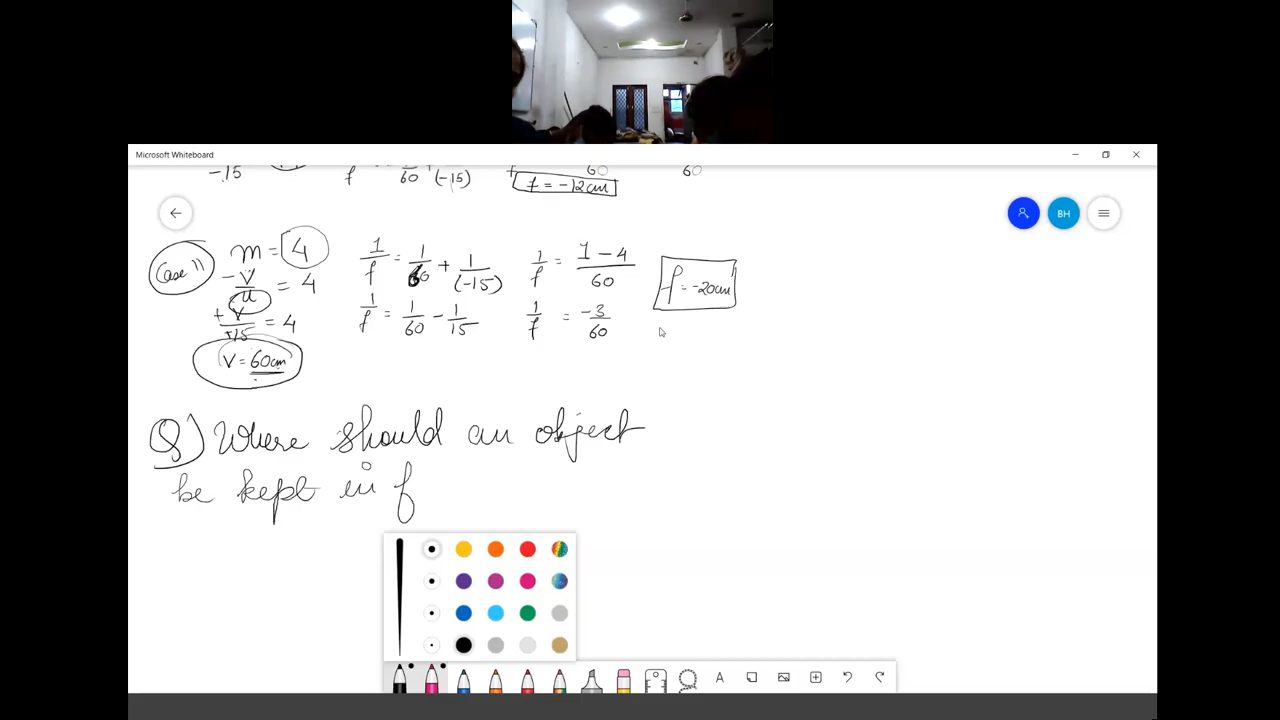 Microsoft Whiteboard
-15
f 60 (-15)
60
60
f = -12cm
BH
Case II
m = 4
-v/u = 4
+v/+15 = 4
v = 60cm
1/f = 1/60 + 1/(-15)
1/f = 1/60 - 1/15
1/f = 1-4/60
1/f = -3/60
f = -20cm
Q) Where should an object
be kept in f
A